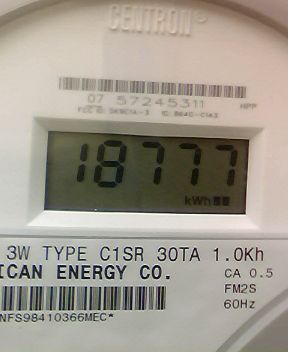 CENTRON®
07 57245311 HPP
18777
kWh
3W TYPE C1SR 30TA 1.0Kh
ICAN ENERGY CO. CA 0.5
FM2S
60Hz
NFS98410366MEC*